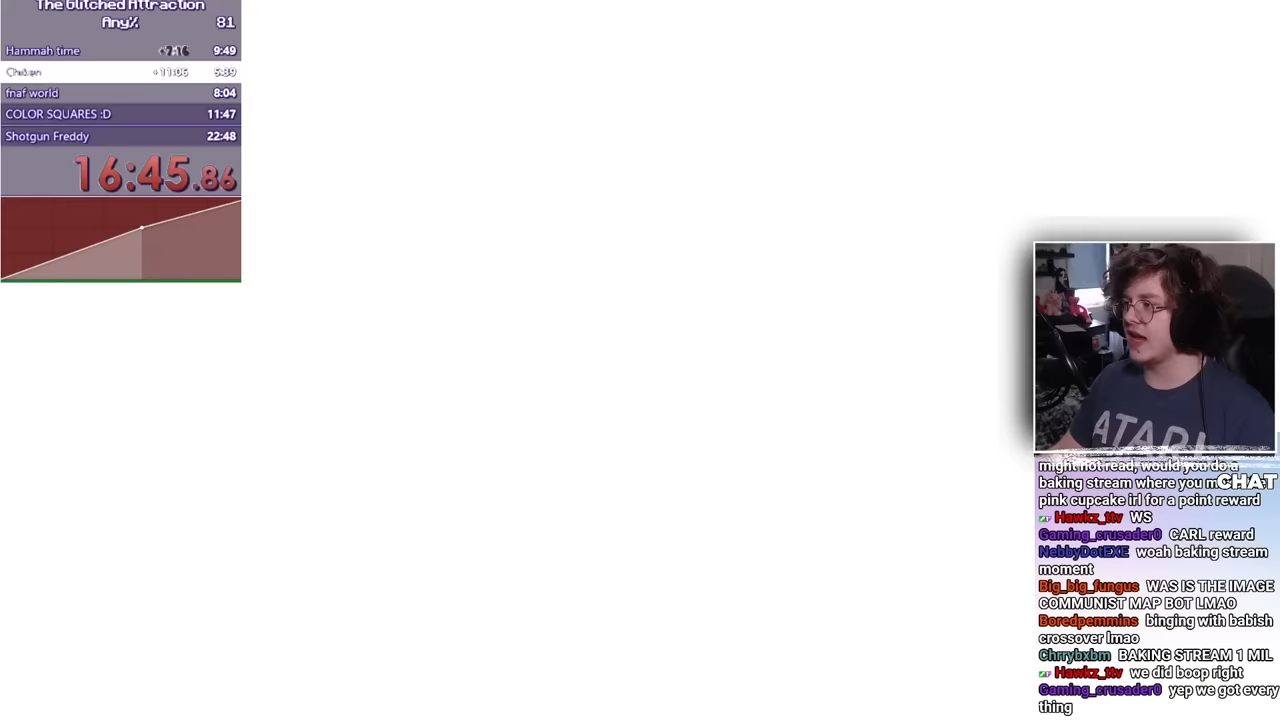 The Glitched Attraction
Any% 81
Hammah time 9:49
+11:06 5:39
fnaf world 8:04
COLOR SQUARES :D 11:47
Shotgun Freddy 22:48
16:45.86
ATARI
might not read, would you do a
baking stream where you
CHAT
pink cupcake irl for a point reward
Hawkz_ttv WS
Gaming_crusader0 CARL reward
NebbyDotEXE woah baking stream
moment
Big_big_fungus WAS IS THE IMAGE
COMMUNIST MAP BOT LMAO
Boredpemmins binging with babish
crossover lmao
Chrrybxbm BAKING STREAM 1 MIL
Hawkz_ttv we did boop right
Gaming_crusader0 yep we got every
thing